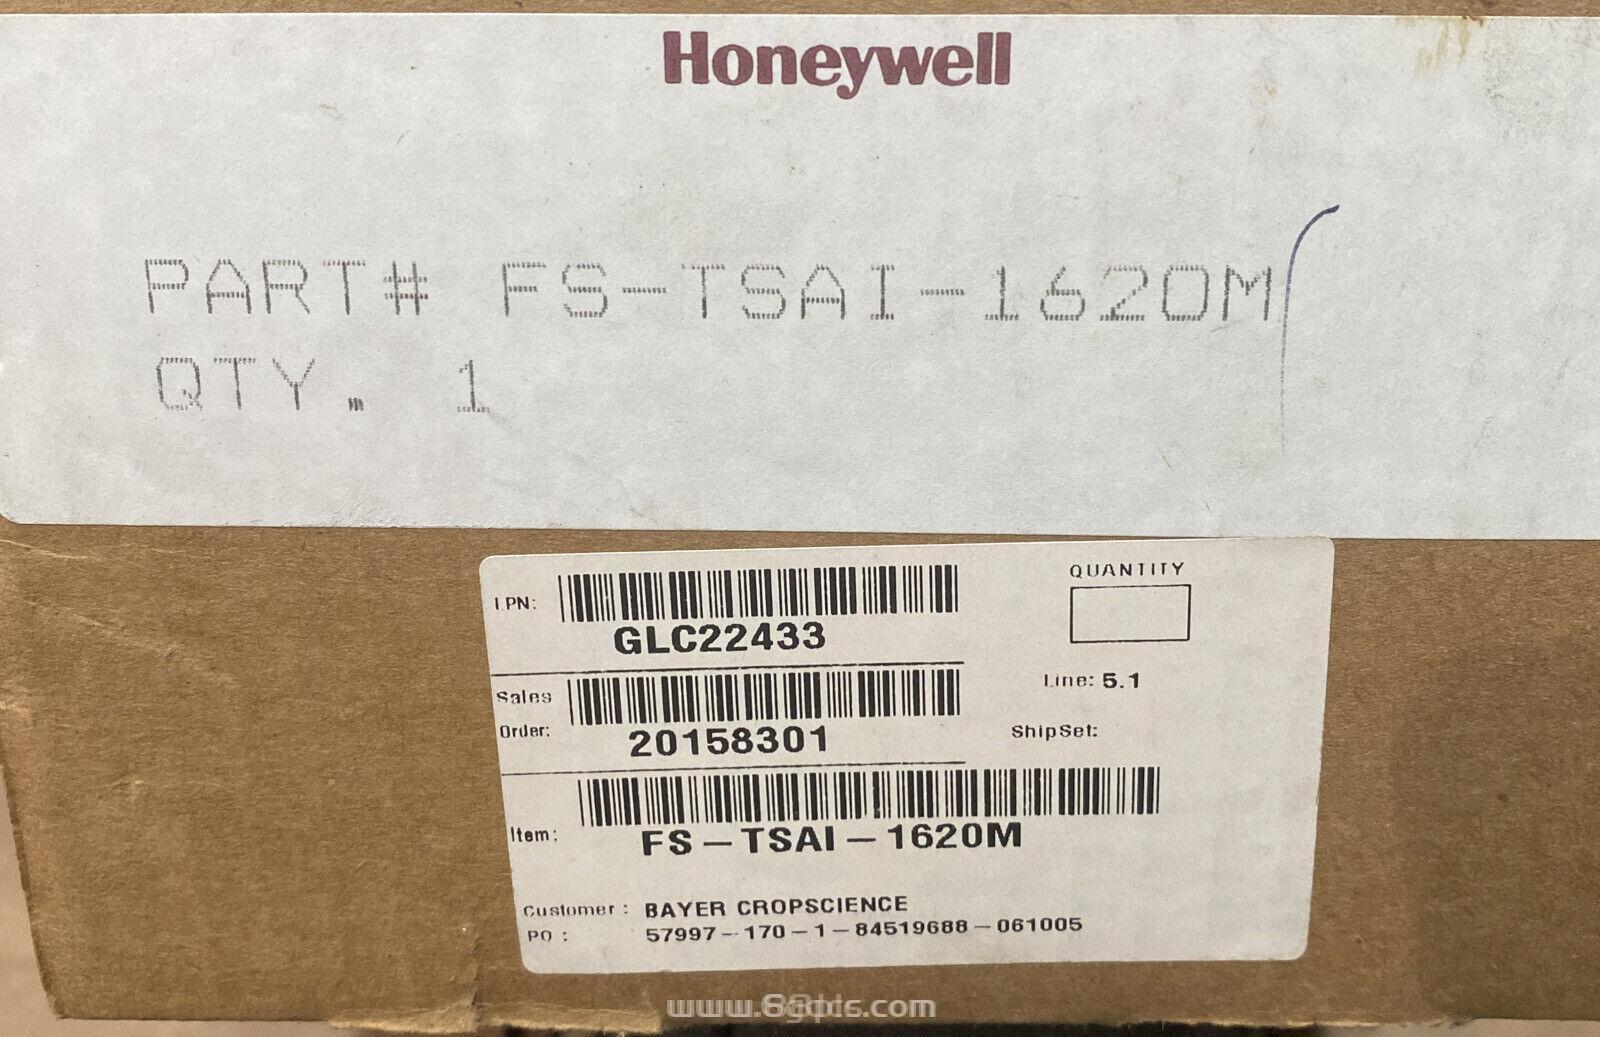 Honeywell
PART# FS-TSAI-1620M
QTY. 1
LPN:
GLC22433
QUANTITY
Sales
Order:
20158301
Line: 5.1
ShipSet:
Item:
FS-TSAI-1620M
Customer: BAYER CROPSCIENCE
PO: 57997-170-1-84519688-061005